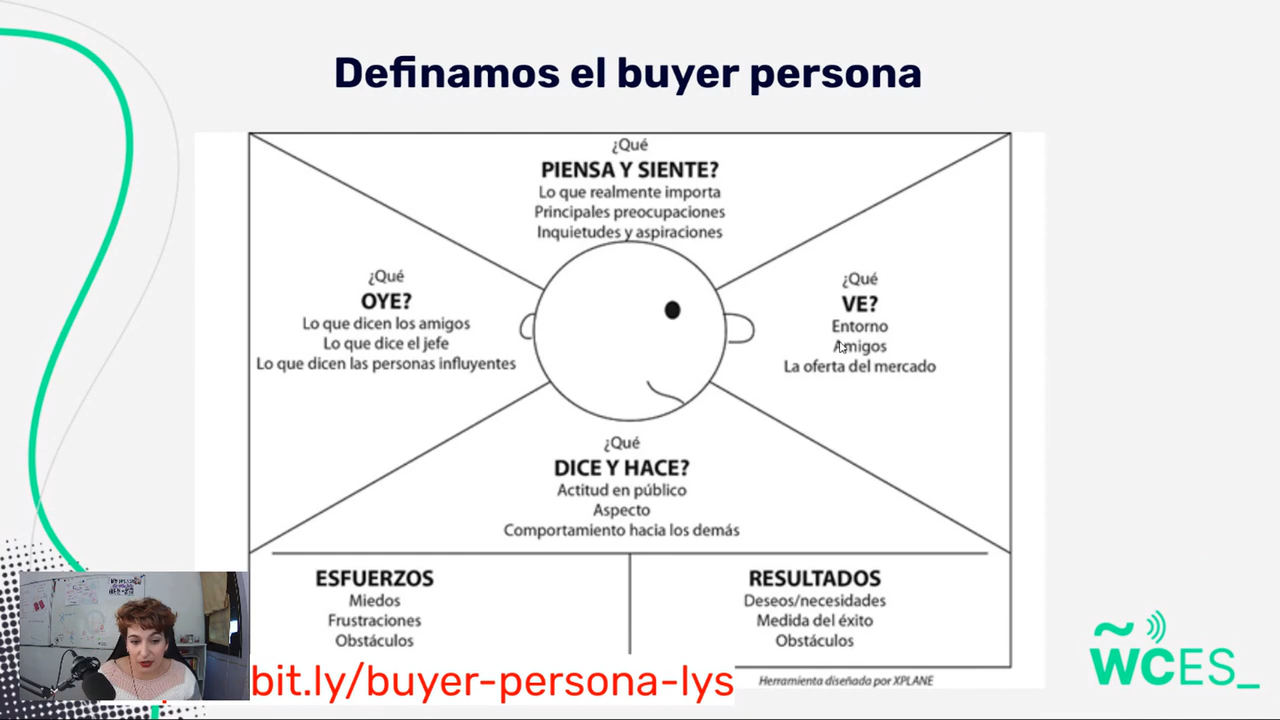 Definamos el buyer persona
¿Qué
PIENSA Y SIENTE?
Lo que realmente importa
Principales preocupaciones
Inquietudes y aspiraciones
¿Qué
OYE?
Lo que dicen los amigos
Lo que dice el jefe
Lo que dicen las personas influyentes
¿Qué
VE?
Entorno
Amigos
La oferta del mercado
¿Qué
DICE Y HACE?
Actitud en público
Aspecto
Comportamiento hacia los demás
ESFUERZOS
Miedos
Frustraciones
Obstáculos
RESULTADOS
Deseos/necesidades
Medida del éxito
Obstáculos
bit.ly/buyer-persona-lys
Herramienta diseñada por XPLANE
WCES_